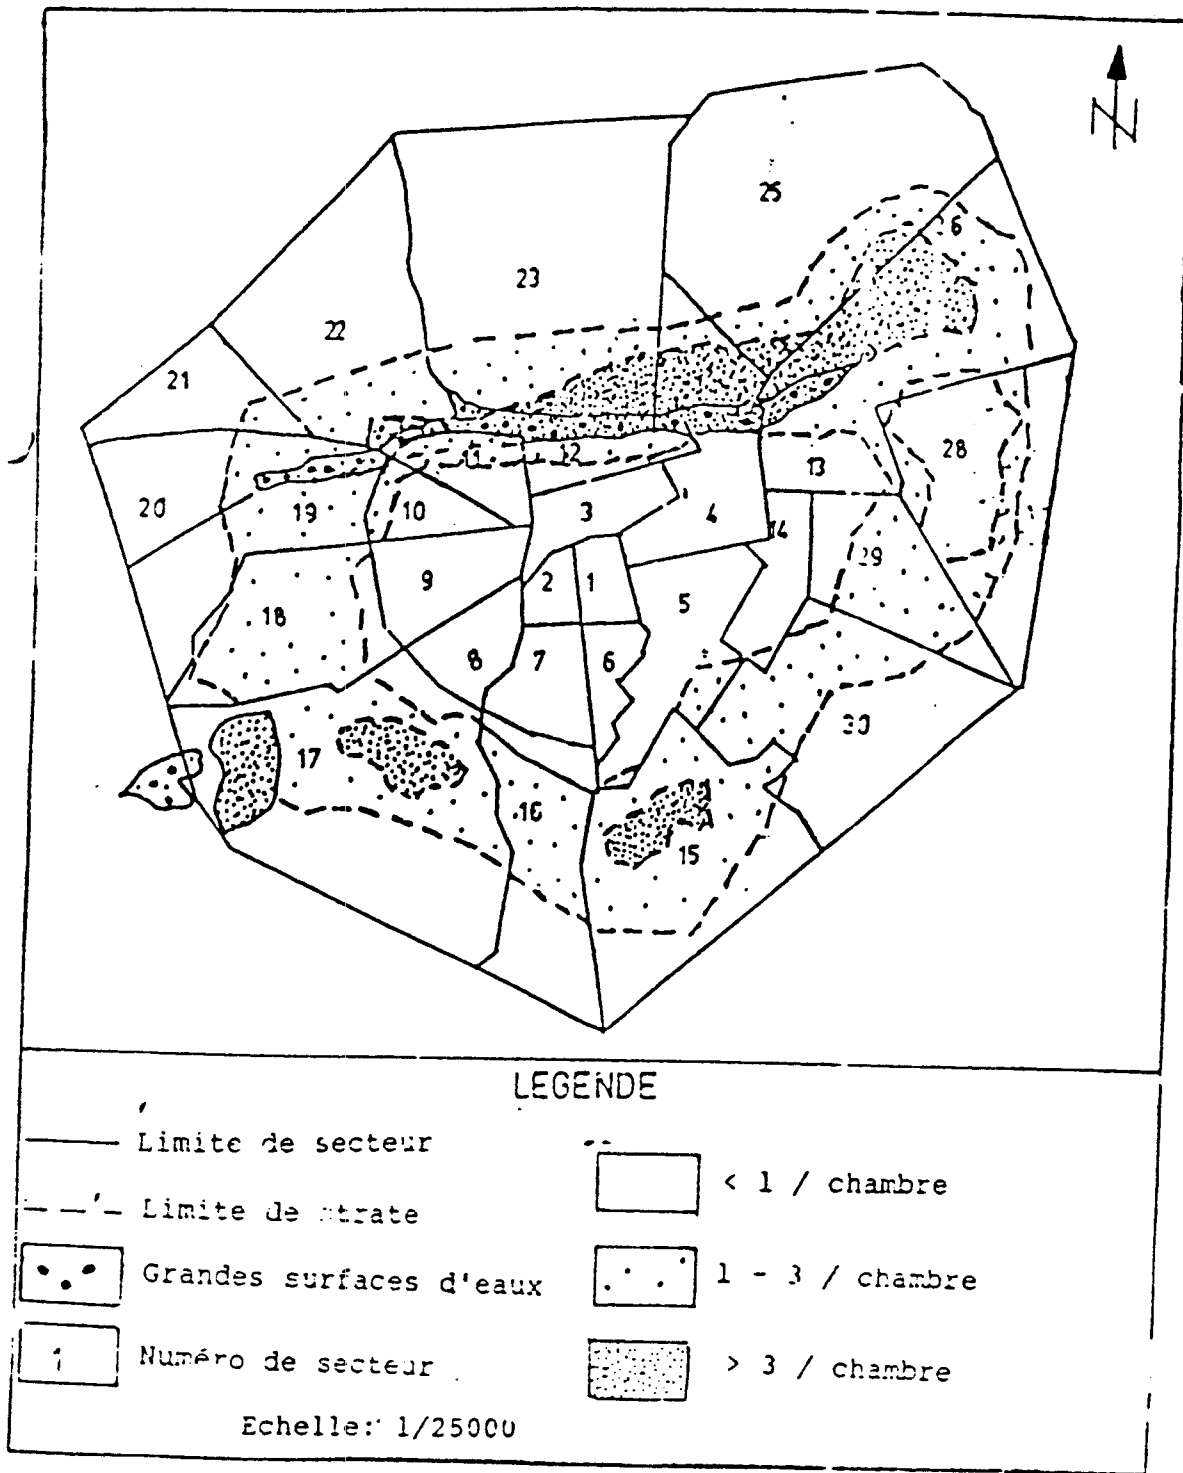 N
25
6
23
22
21
28
11
12
13
20
19
10
3
4
14
29
9
2
1
18
5
8
7
6
17
30
16
15
LEGENDE
Limite de secteur
Limite de strate
Grandes surfaces d'eaux
1 Numéro de secteur
< 1 / chambre
1 - 3 / chambre
> 3 / chambre
Echelle: 1/25000